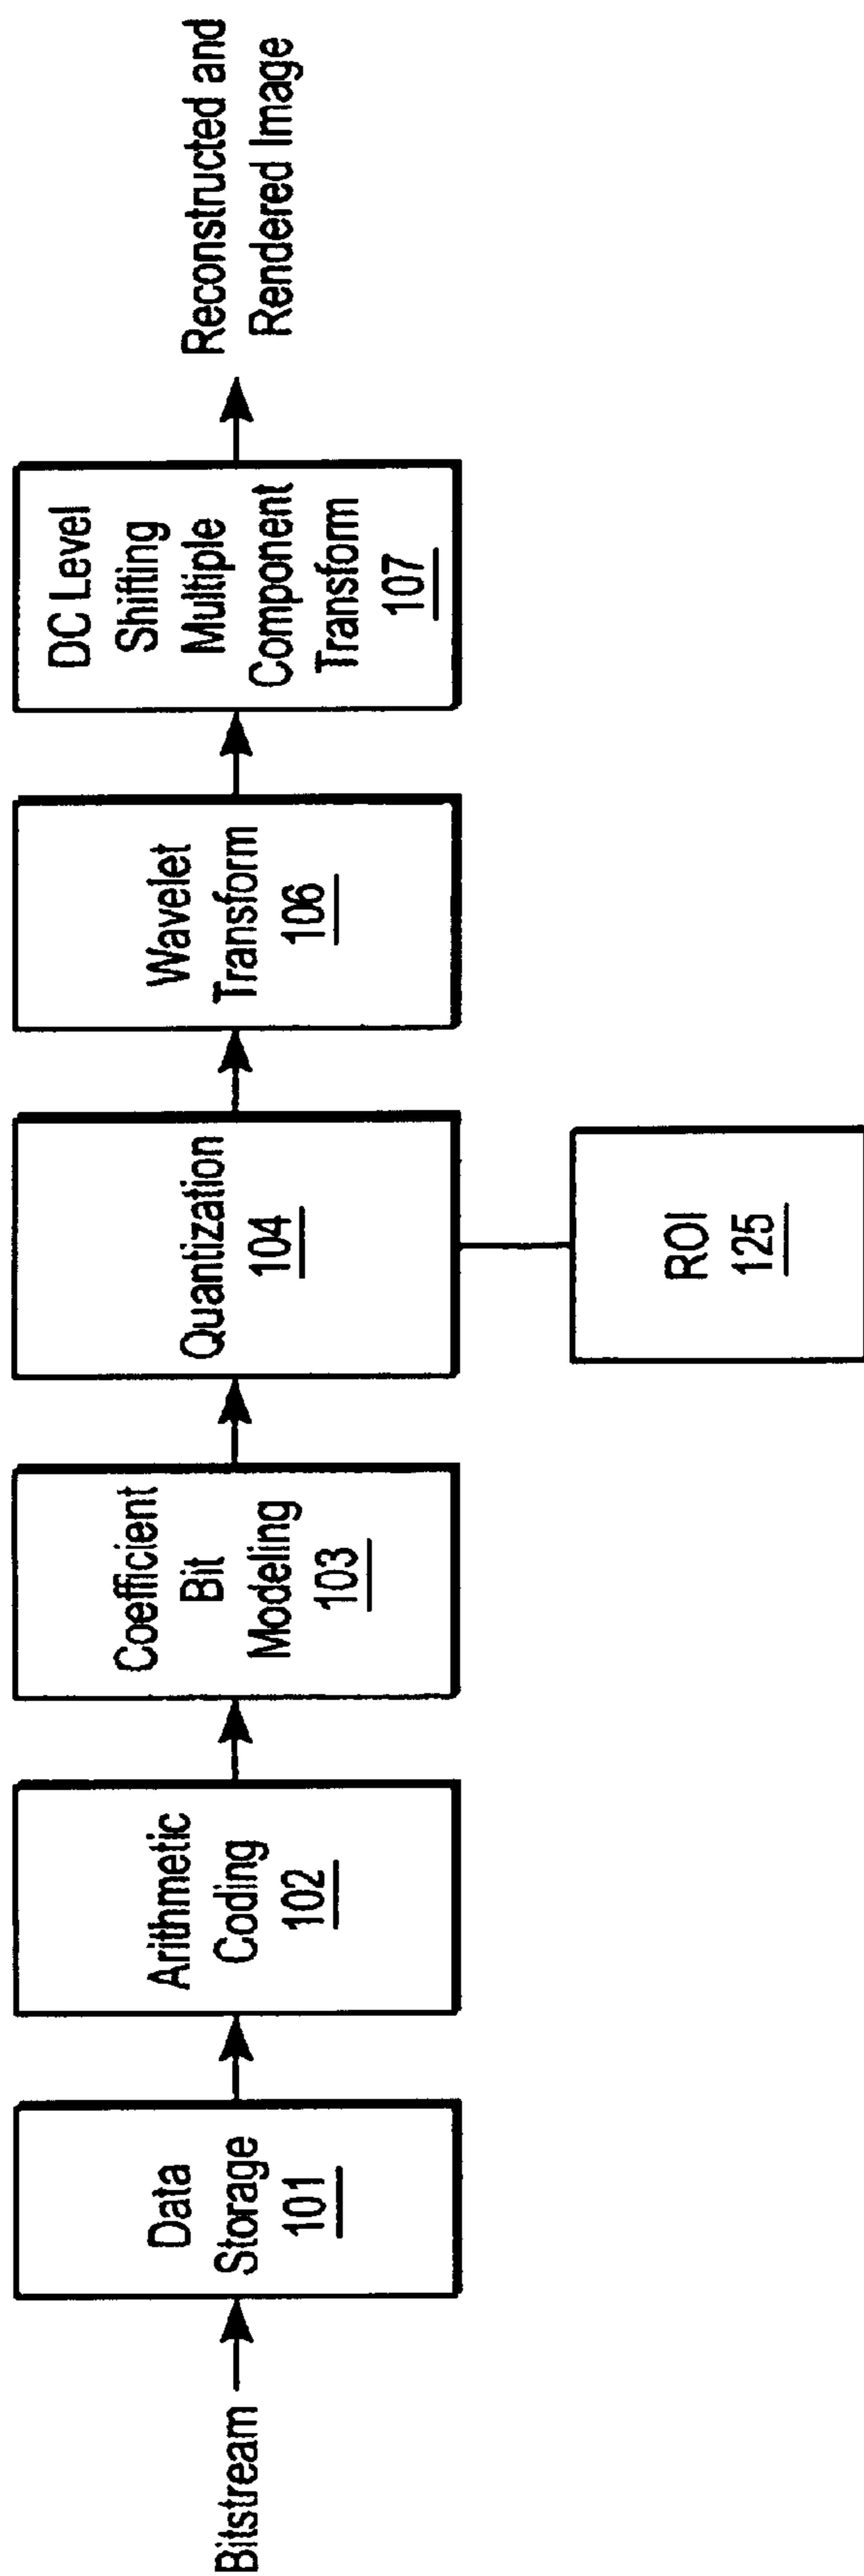 Bitstream
Data
Storage
101
Arithmetic
Coding
102
Coefficient
Bit
Modeling
103
Quantization
104
ROI
125
Wavelet
Transform
106
DC Level
Shifting
Multiple
Component
Transform
107
Reconstructed and
Rendered Image